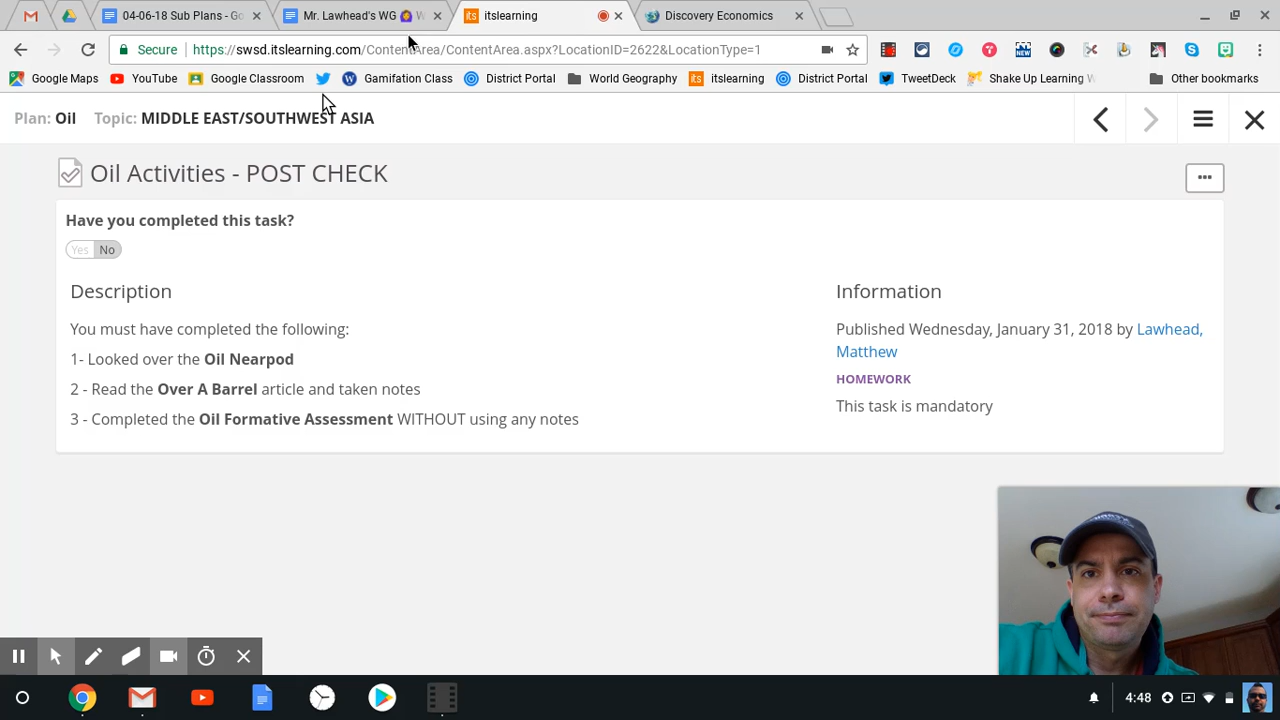 04-06-18 Sub Plans - Go
Mr. Lawhead's WG
itslearning
Discovery Economics
Secure
https://swsd.itslearning.com/ContentArea/ContentArea.aspx?LocationID=2622&LocationType=1
Google Maps
YouTube
Google Classroom
Gamifation Class
District Portal
World Geography
itslearning
District Portal
TweetDeck
Shake Up Learning
Other bookmarks
Plan: Oil
Topic: MIDDLE EAST/SOUTHWEST ASIA
Oil Activities - POST CHECK
Have you completed this task?
Yes No
Description
You must have completed the following:
1- Looked over the Oil Nearpod
2 - Read the Over A Barrel article and taken notes
3 - Completed the Oil Formative Assessment WITHOUT using any notes
Information
Published Wednesday, January 31, 2018 by Lawhead,
Matthew
HOMEWORK
This task is mandatory
4:48